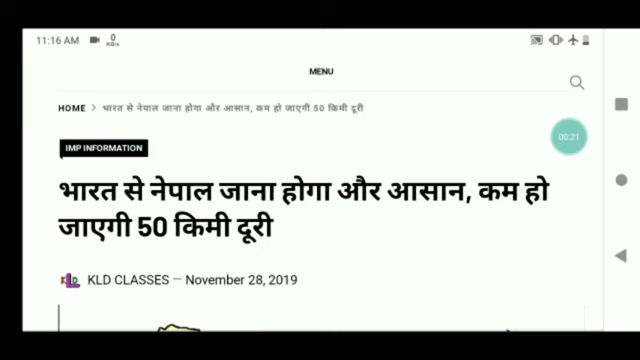 11:16 AM 0 KB/s
MENU
HOME > भारत से नेपाल जाना होगा और आसान, कम हो जाएगी 50 किमी दूरी
00:21
IMP INFORMATION
भारत से नेपाल जाना होगा और आसान, कम हो
जाएगी 50 किमी दूरी
KLD CLASSES — November 28, 2019